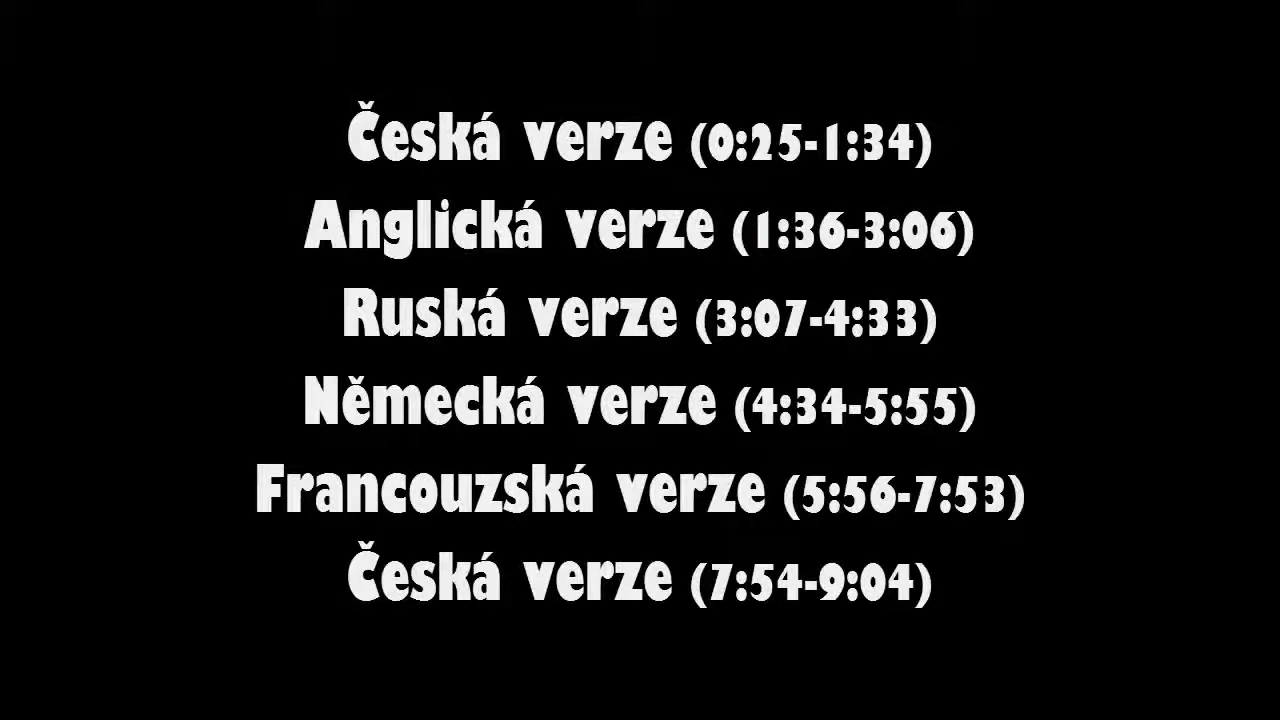 Česká verze (0:25-1:34)
Anglická verze (1:36-3:06)
Ruská verze (3:07-4:33)
Německá verze (4:34-5:55)
Francouzská verze (5:56-7:53)
Česká verze (7:54-9:04)